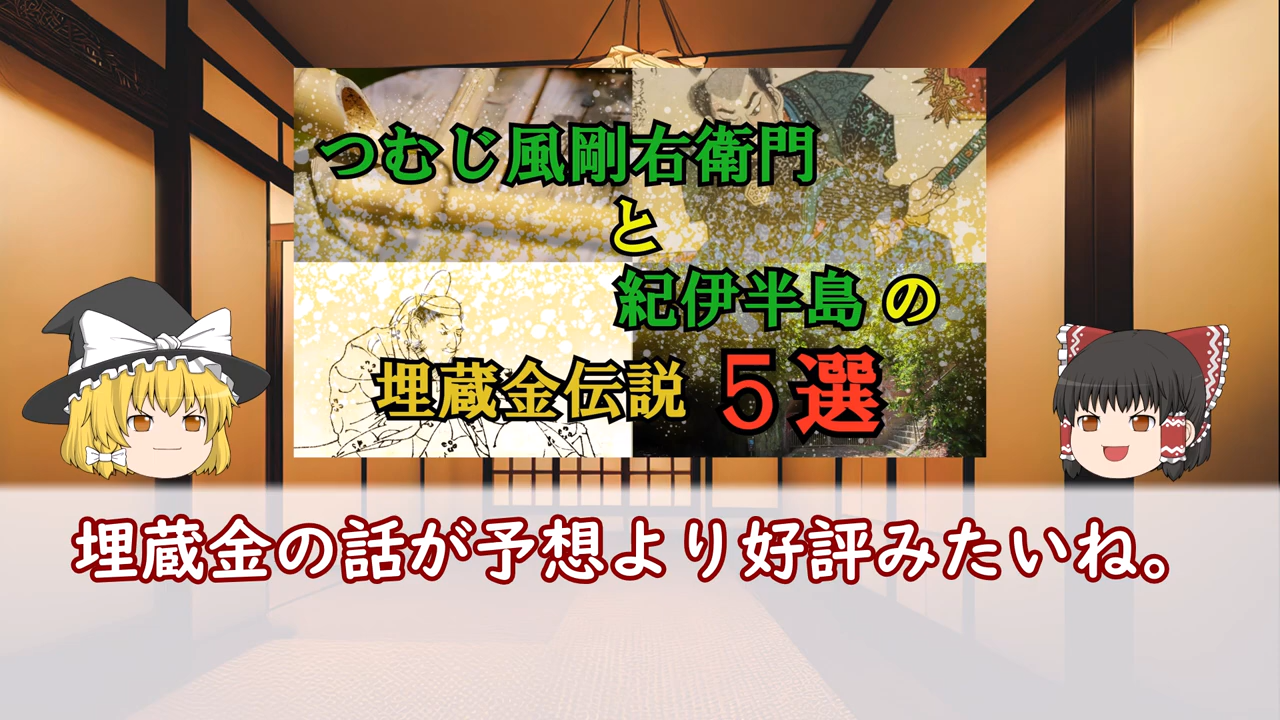 つむじ風剛右衛門
と
紀伊半島の
埋蔵金伝説 5選
埋蔵金の話が予想より好評みたいね。